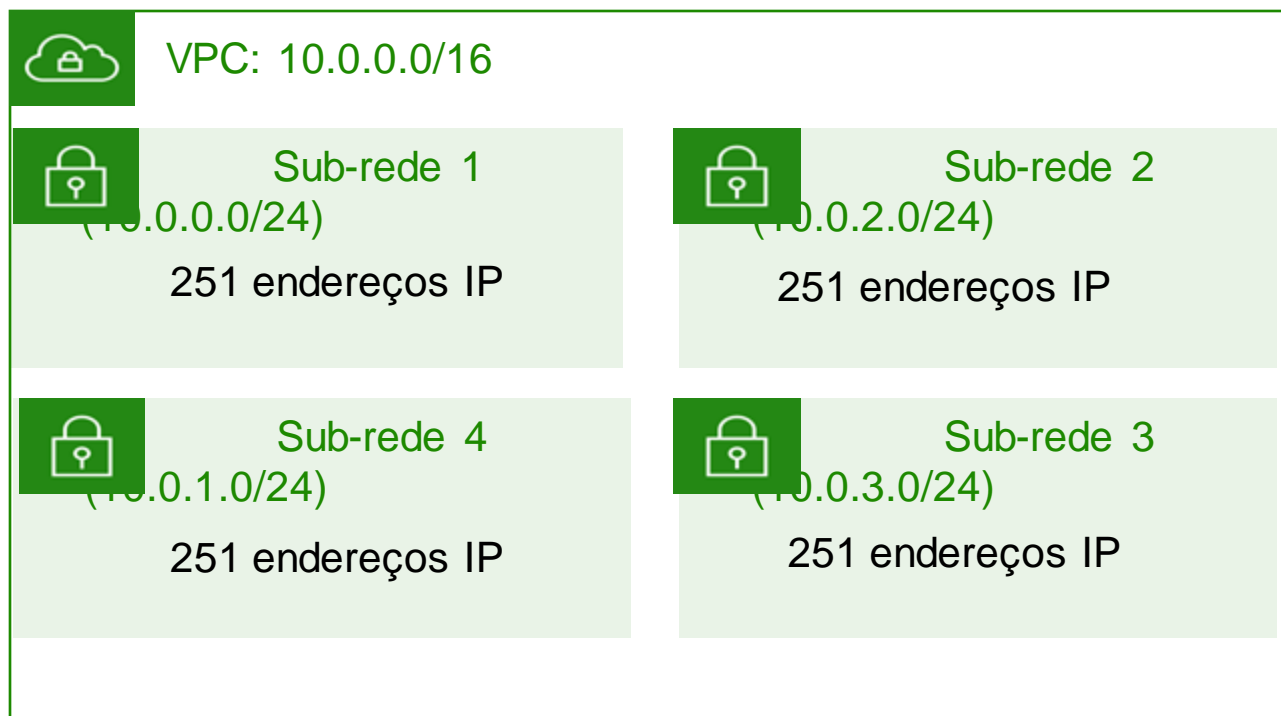 VPC: 10.0.0.0/16
Sub-rede 1
(10.0.0.0/24)
251 endereços IP
Sub-rede 2
(10.0.2.0/24)
251 endereços IP
Sub-rede 4
(10.0.1.0/24)
251 endereços IP
Sub-rede 3
(10.0.3.0/24)
251 endereços IP